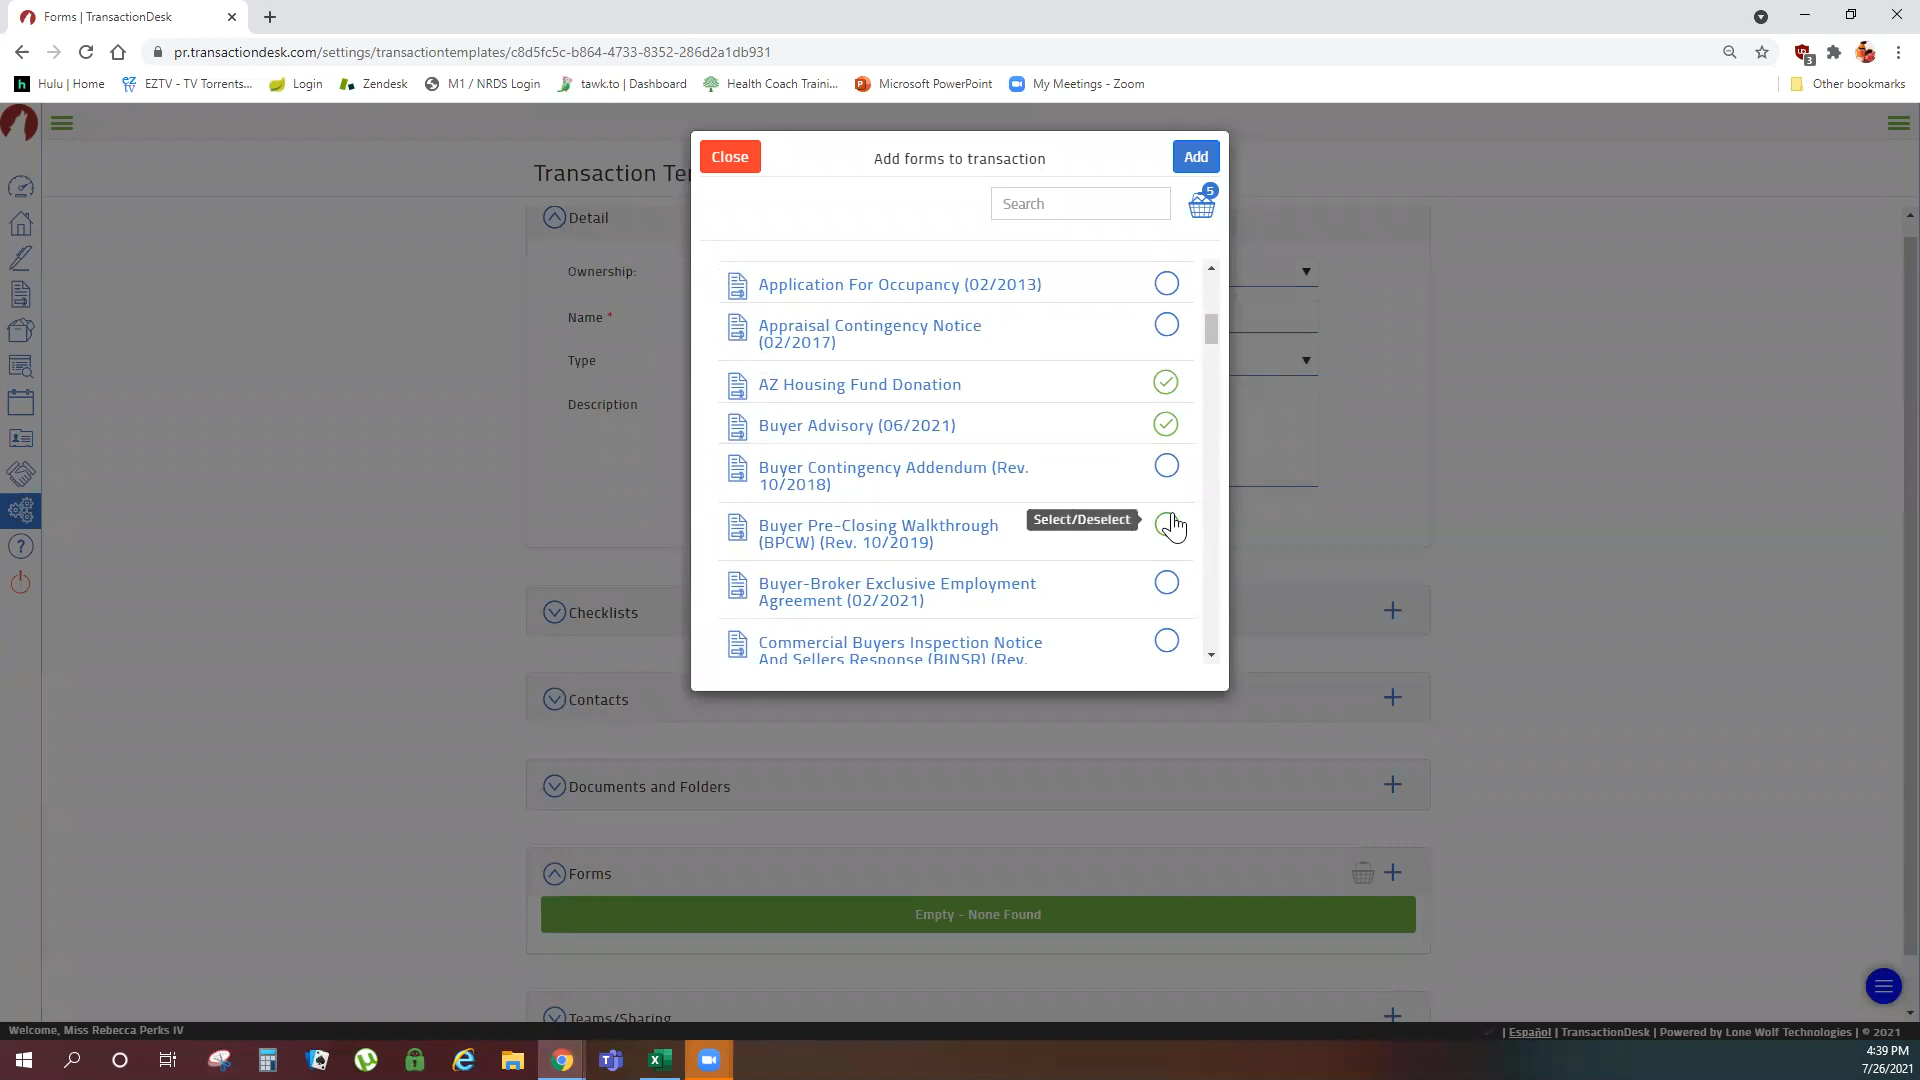 Forms | TransactionDesk
pr.transactiondesk.com/settings/transactiontemplates/c8d5fc5c-b864-4733-8352-286d2a1db931
3
h Hulu | Home
EZTV - TV Torrents...
Login
Zendesk
M1 / NRDS Login
tawk.to | Dashboard
Health Coach Traini...
Microsoft PowerPoint
My Meetings - Zoom
Other bookmarks
Close
Add forms to transaction
Add
Transaction Te
Search
5
Detail
Ownership:
Name *
Type
Description
Application For Occupancy (02/2013)
Appraisal Contingency Notice
(02/2017)
AZ Housing Fund Donation
Buyer Advisory (06/2021)
Buyer Contingency Addendum (Rev.
10/2018)
Buyer Pre-Closing Walkthrough
(BPCW) (Rev. 10/2019)
Select/Deselect
Buyer-Broker Exclusive Employment
Agreement (02/2021)
Commercial Buyers Inspection Notice
And Sellers Response (BINSR) (Rev.
Checklists
Contacts
Documents and Folders
Forms
Empty - None Found
Teams/Sharing
Welcome, Miss Rebecca Perks IV
| Español | TransactionDesk | Powered by Lone Wolf Technologies | © 2021
4:39 PM
7/26/2021